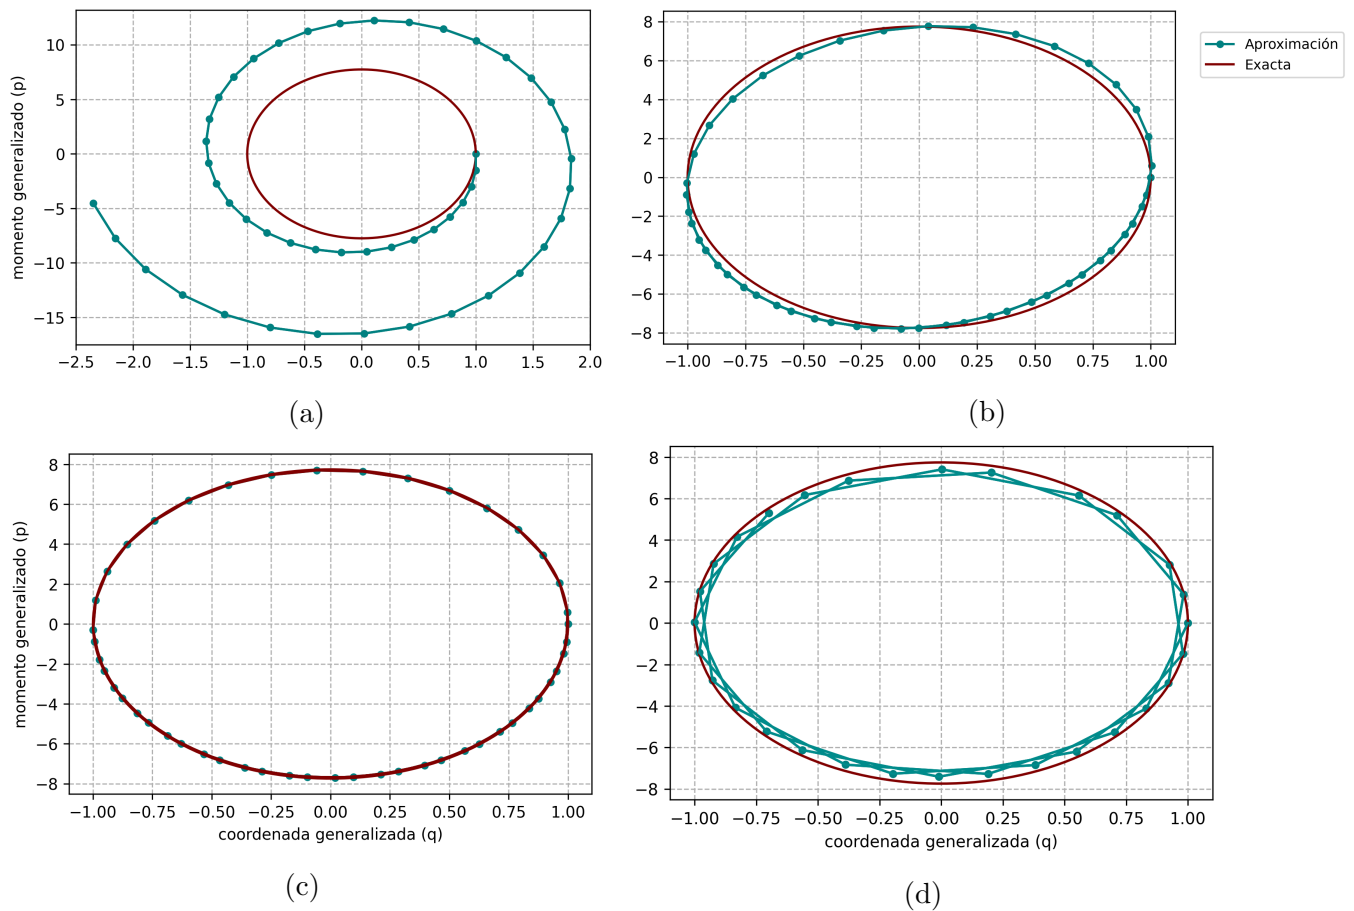 momento generalizado (p)
10
5
0
−5
−10
−15
−2.5 −2.0 −1.5 −1.0 −0.5 0.0 0.5 1.0 1.5 2.0
(a)
8
6
4
2
0
−2
−4
−6
−8
−1.00 −0.75 −0.50 −0.25 0.00 0.25 0.50 0.75 1.00
(b)
Aproximación
Exacta
momento generalizado (p)
8
6
4
2
0
−2
−4
−6
−8
−1.00 −0.75 −0.50 −0.25 0.00 0.25 0.50 0.75 1.00
coordenada generalizada (q)
(c)
8
6
4
2
0
−2
−4
−6
−8
−1.00 −0.75 −0.50 −0.25 0.00 0.25 0.50 0.75 1.00
coordenada generalizada (q)
(d)